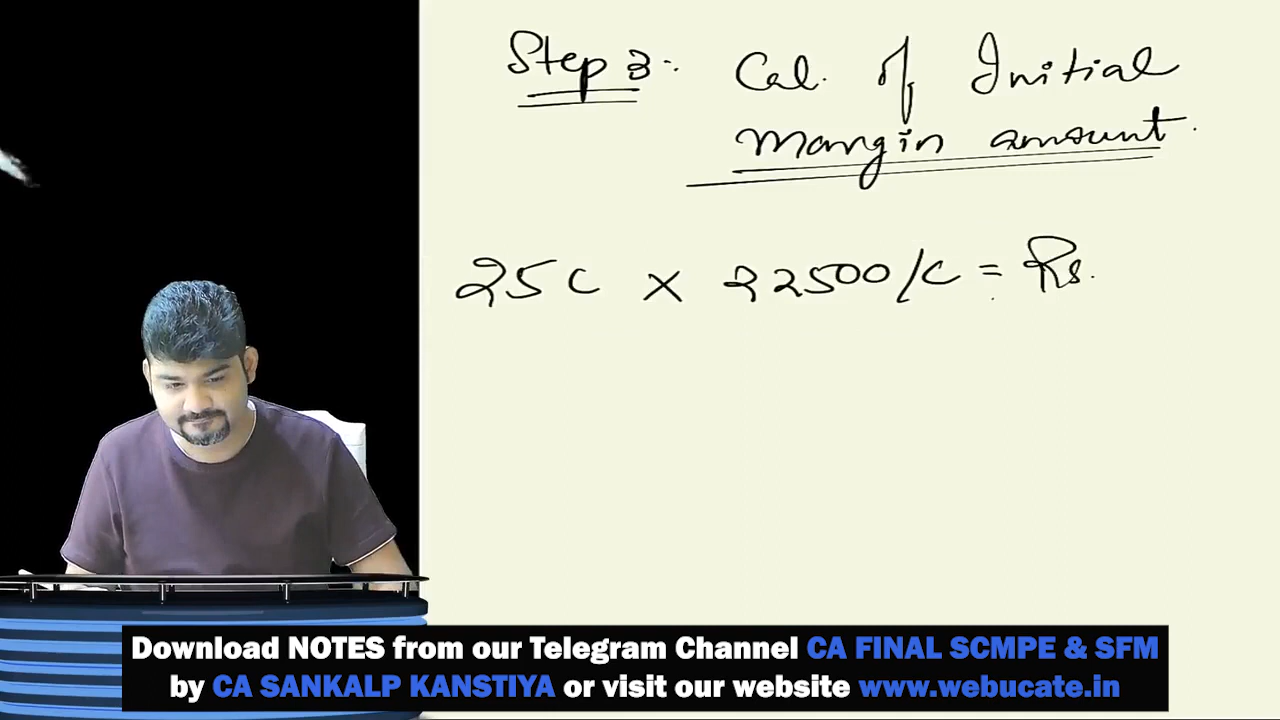 Step 3:- Cal. of Initial
Margin amount.
25C × 22500/C = Rs.
Download NOTES from our Telegram Channel CA FINAL SCMPE & SFM
by CA SANKALP KANSTIYA or visit our website www.webucate.in